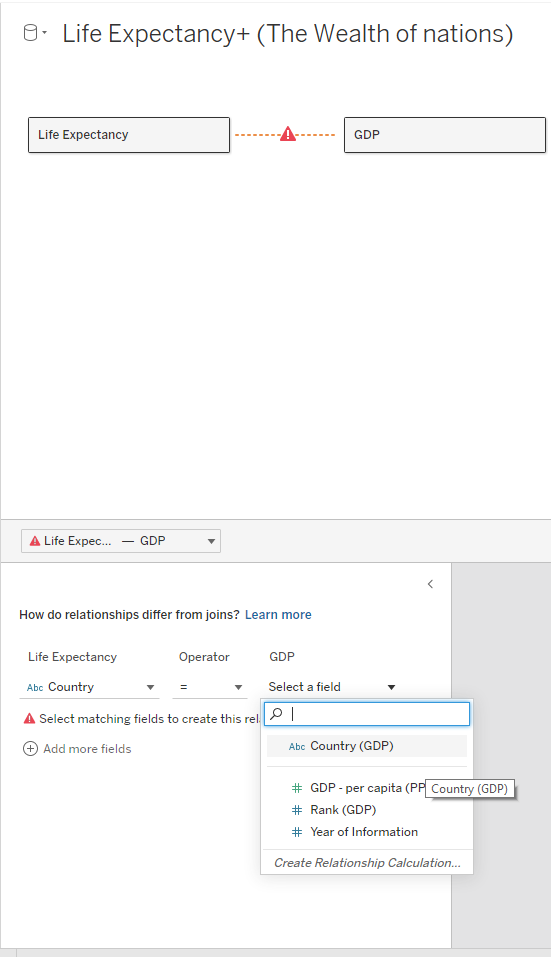 Life Expectancy+ (The Wealth of nations)
Life Expectancy
GDP
Life Expec... — GDP
How do relationships differ from joins? Learn more
Life Expectancy Operator GDP
Abc Country = Select a field
Select matching fields to create this rel
Abc Country (GDP)
Add more fields
# GDP - per capita (PP
Country (GDP)
# Rank (GDP)
# Year of Information
Create Relationship Calculation...